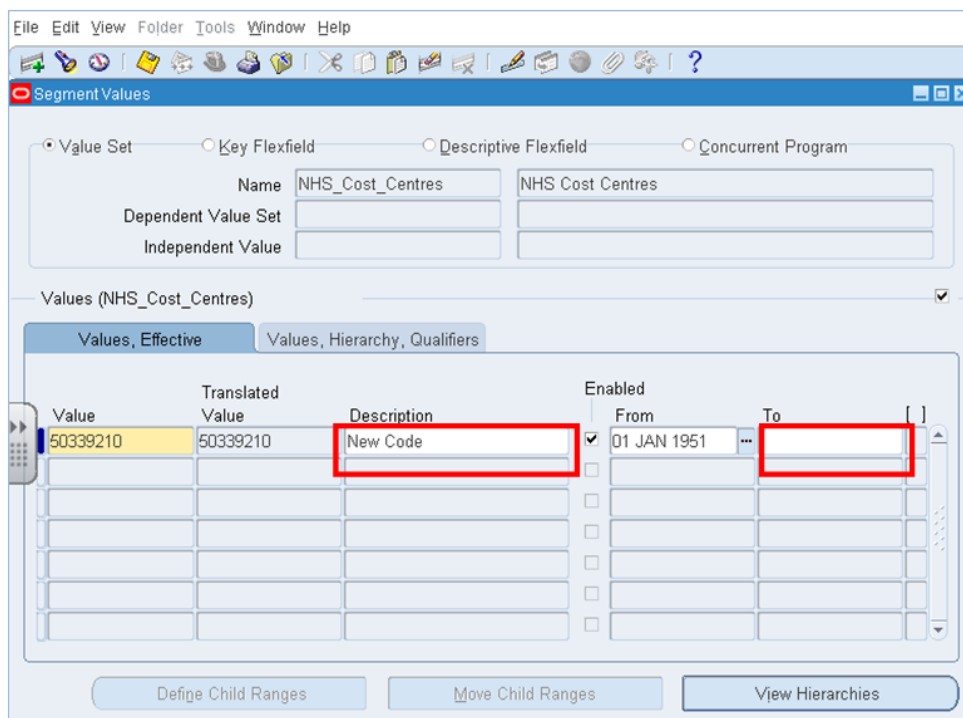 File Edit View Folder Tools Window Help
?
Segment Values
Value Set Key Flexfield Descriptive Flexfield Concurrent Program
Name NHS_Cost_Centres NHS Cost Centres
Dependent Value Set
Independent Value
Values (NHS_Cost_Centres)
Values, Effective Values, Hierarchy, Qualifiers
Translated Enabled
Value Value Description From To [ ]
50339210 50339210 New Code 01 JAN 1951 ...
Define Child Ranges Move Child Ranges View Hierarchies